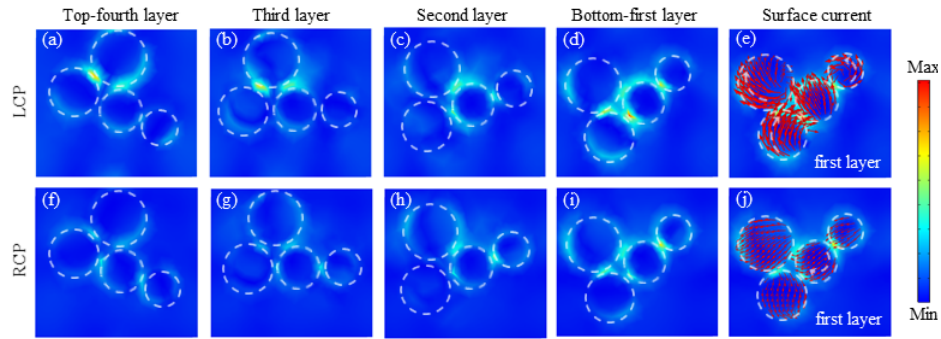 Top-fourth layer Third layer Second layer Bottom-first layer Surface current
(a) (b) (c) (d) (e)
Max
LCP
first layer
(f) (g) (h) (i) (j)
RCP
first layer
Min